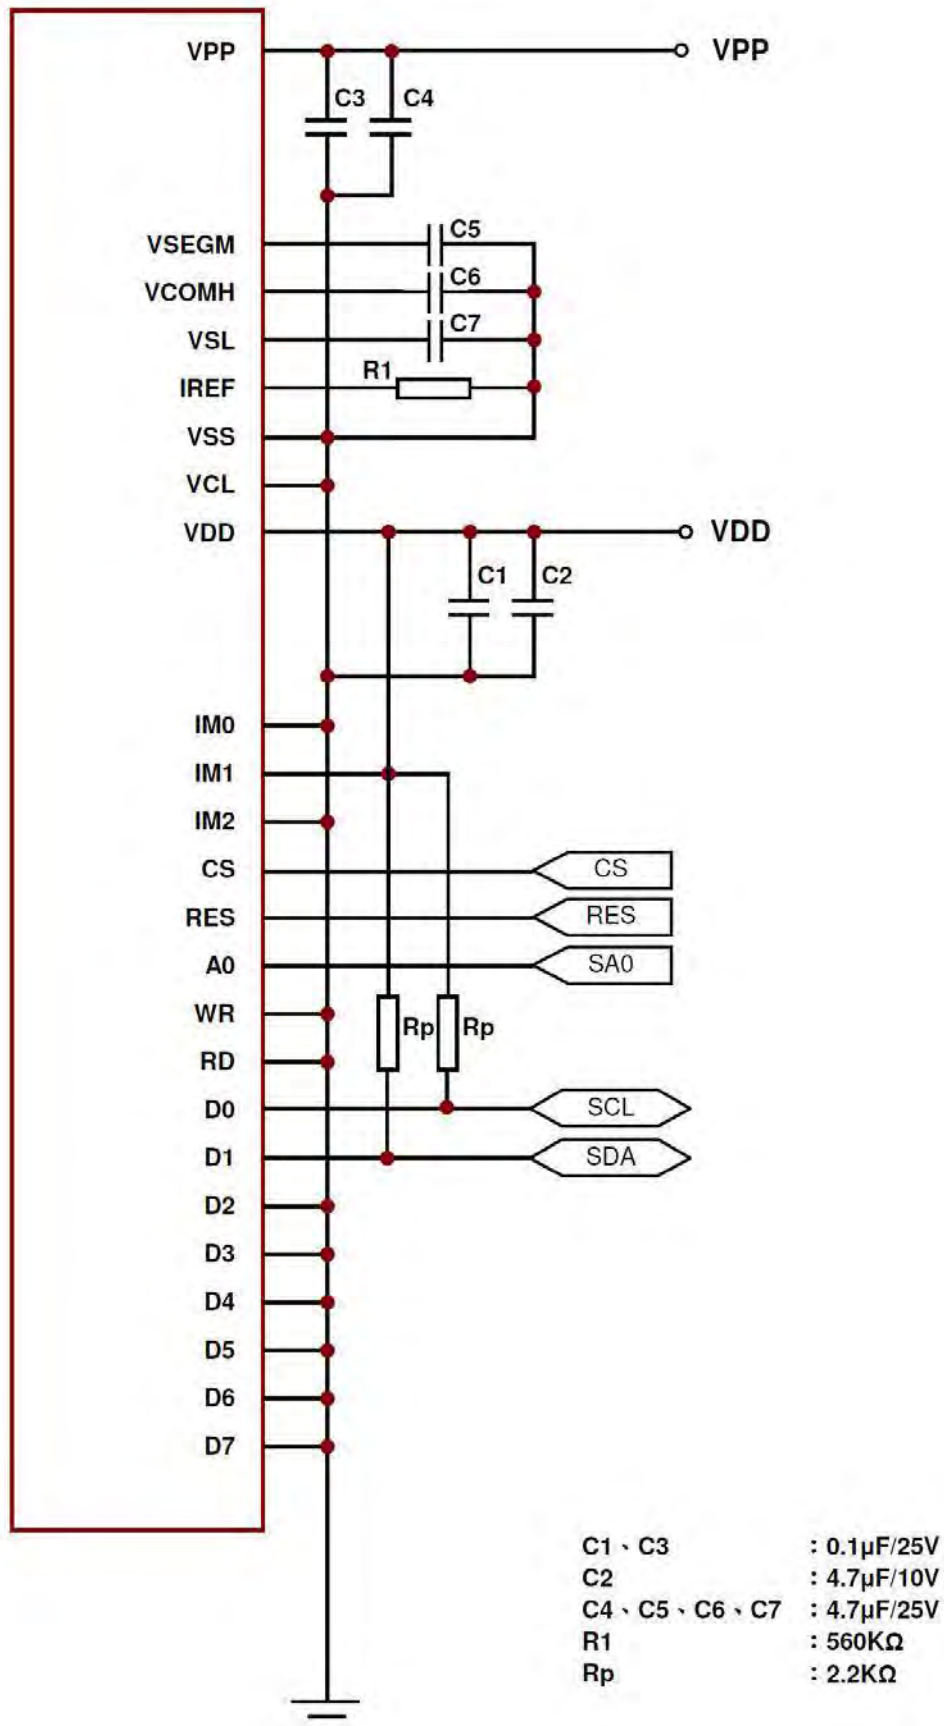 VPP VPP
C3 C4
VSEGM C5
VCOMH C6
VSL C7
IREF R1
VSS
VCL
VDD VDD
C1 C2
IM0
IM1
IM2
CS CS
RES RES
A0 SA0
WR Rp Rp
RD
D0 SCL
D1 SDA
D2
D3
D4
D5
D6
D7
C1、C3 : 0.1μF/25V
C2 : 4.7μF/10V
C4、C5、C6、C7 : 4.7μF/25V
R1 : 560KΩ
Rp : 2.2KΩ